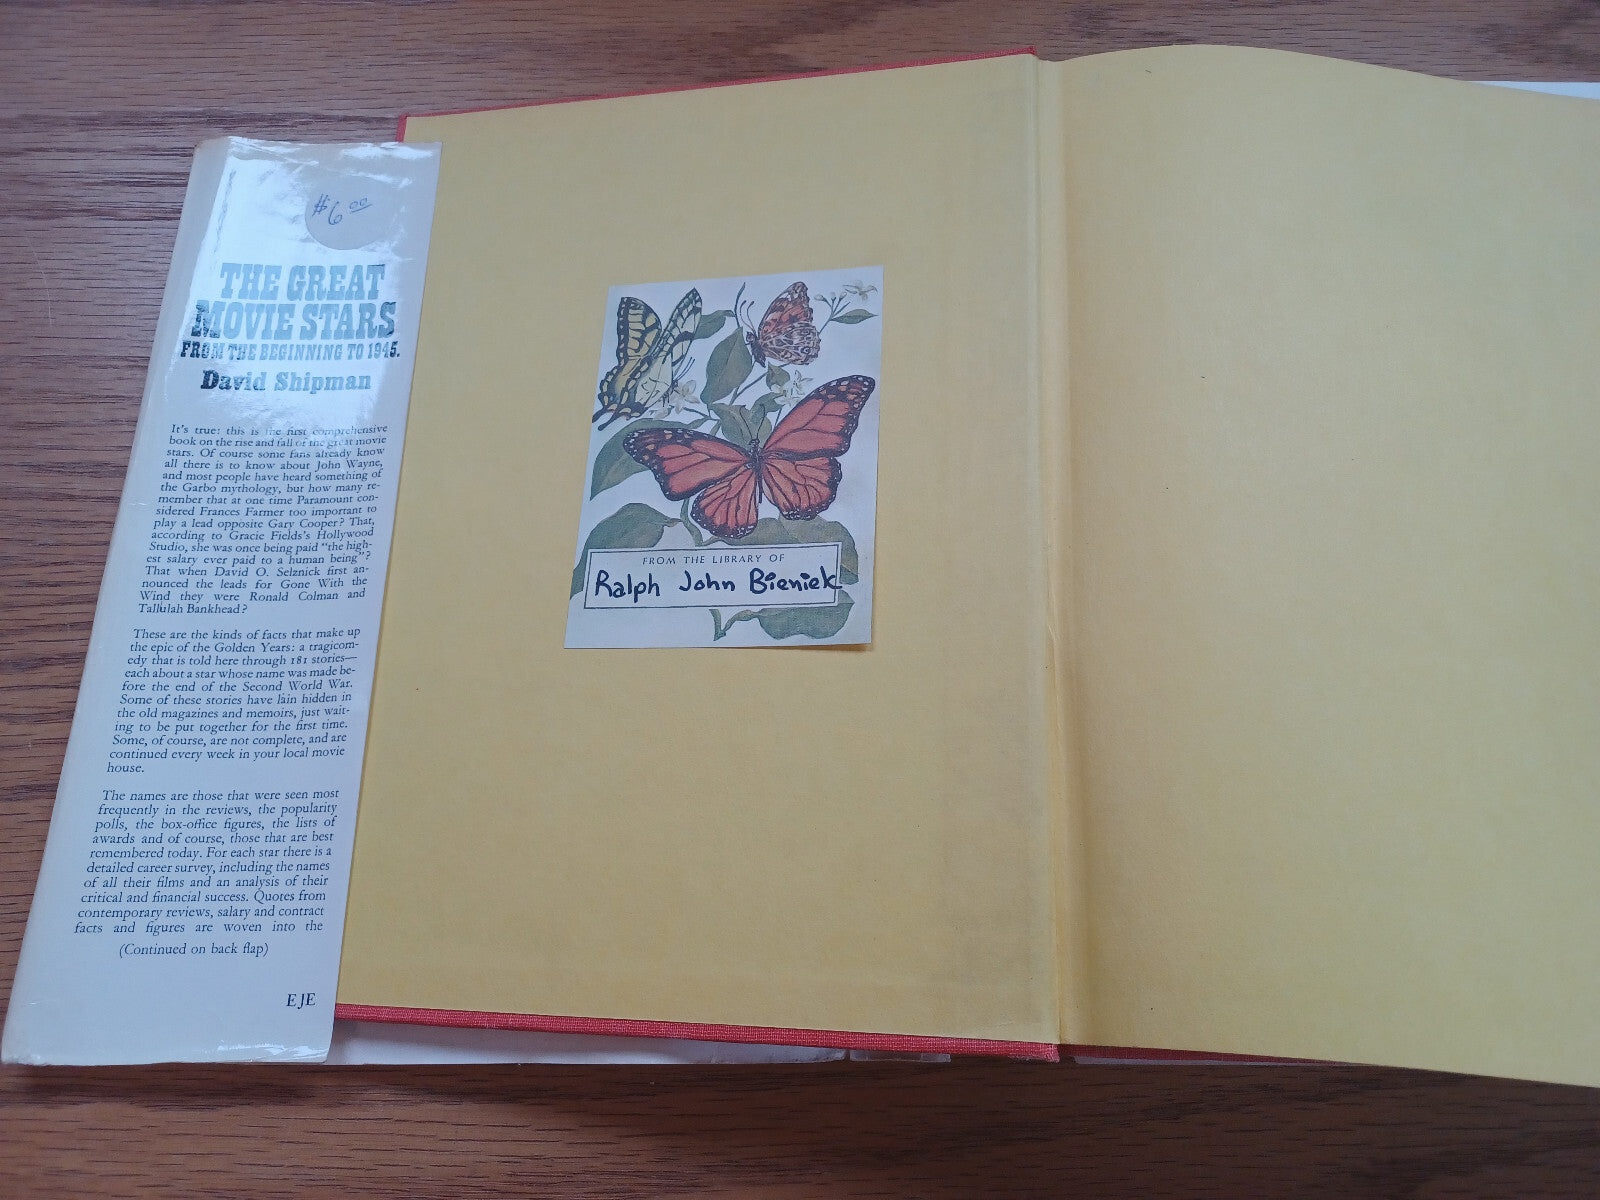 $6.00
THE GREAT
MOVIE STARS
FROM THE BEGINNING TO 1945.
David Shipman
It's true: this is the first comprehensive
book on the rise and fall of the great movie
stars. Of course some fans already know
all there is to know about John Wayne,
and most people have heard something of
the Garbo mythology, but how many re-
member that at one time Paramount con-
sidered Frances Farmer too important to
play a lead opposite Gary Cooper? That,
according to Gracie Fields's Hollywood
Studio, she was once being paid "the high-
est salary ever paid to a human being"?
That when David O. Selznick first an-
nounced the leads for Gone With the
Wind they were Ronald Colman and
Tallulah Bankhead?
These are the kinds of facts that make up
the epic of the Golden Years: a tragicom-
edy that is told here through 181 stories—
each about a star whose name was made be-
fore the end of the Second World War.
Some of these stories have lain hidden in
the old magazines and memoirs, just wait-
ing to be put together for the first time.
Some, of course, are not complete, and are
continued every week in your local movie
house.
The names are those that were seen most
frequently in the reviews, the popularity
polls, the box-office figures, the lists of
awards and of course, those that are best
remembered today. For each star there is a
detailed career survey, including the names
of all their films and an analysis of their
critical and financial success. Quotes from
contemporary reviews, salary and contract
facts and figures are woven into the
(Continued on back flap)
EJE
FROM THE LIBRARY OF
Ralph John Bieniek